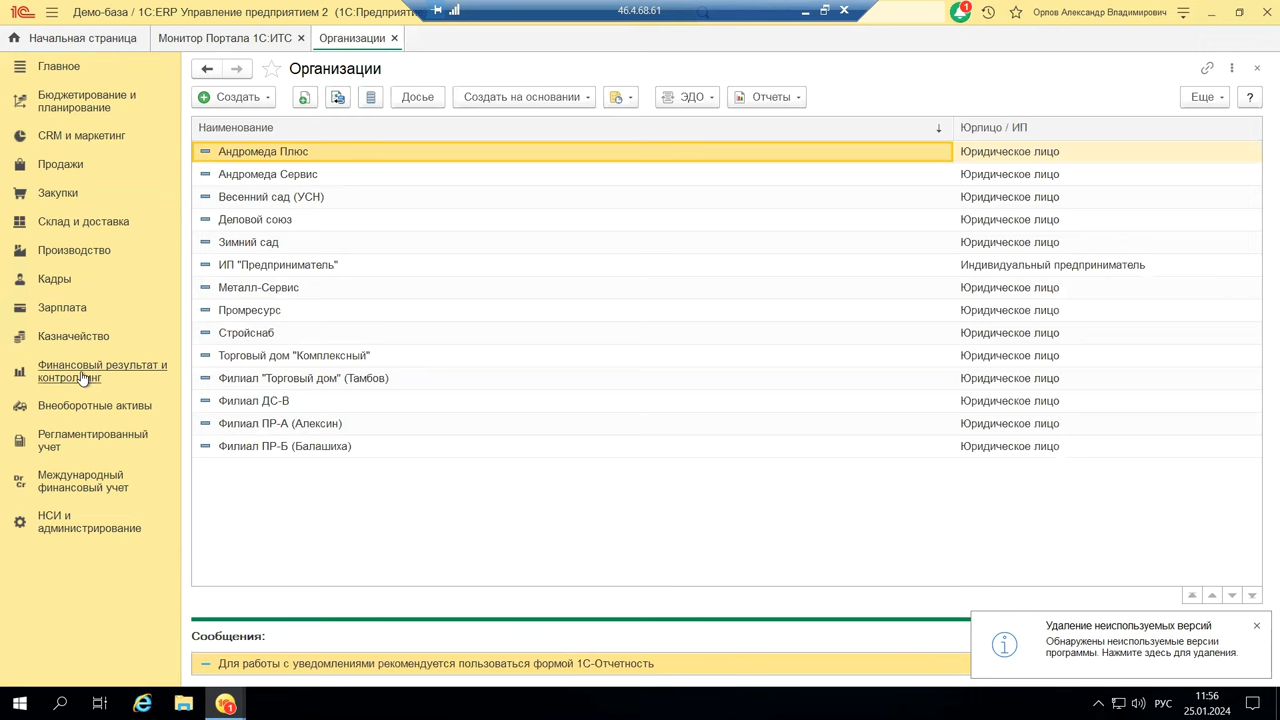 Демо-база / 1С:ERP Управление предприятием 2 (1С:Предприятие
46.4.68.61
1
Орлов Александр Владимирович
Начальная страница
Монитор Портала 1С:ИТС ×
Организации ×
Главное
Бюджетирование и
планирование
CRM и маркетинг
Продажи
Закупки
Склад и доставка
Производство
Кадры
Зарплата
Казначейство
Финансовый результат и
контроллинг
Внеоборотные активы
Регламентированный
учет
Международный
финансовый учет
НСИ и
администрирование
Организации
Создать
Досье
Создать на основании
ЭДО
Отчеты
Еще
?
Наименование
Юрлицо / ИП
Андромеда Плюс Юридическое лицо
Андромеда Сервис Юридическое лицо
Весенний сад (УСН) Юридическое лицо
Деловой союз Юридическое лицо
Зимний сад Юридическое лицо
ИП "Предприниматель" Индивидуальный предприниматель
Металл-Сервис Юридическое лицо
Промресурс Юридическое лицо
Стройснаб Юридическое лицо
Торговый дом "Комплексный" Юридическое лицо
Филиал "Торговый дом" (Тамбов) Юридическое лицо
Филиал ДС-В Юридическое лицо
Филиал ПР-А (Алексин) Юридическое лицо
Филиал ПР-Б (Балашиха) Юридическое лицо
Сообщения:
Для работы с уведомлениями рекомендуется пользоваться формой 1С-Отчетность
Удаление неиспользуемых версий
Обнаружены неиспользуемые версии
программы. Нажмите здесь для удаления.
1
РУС
11:56
25.01.2024